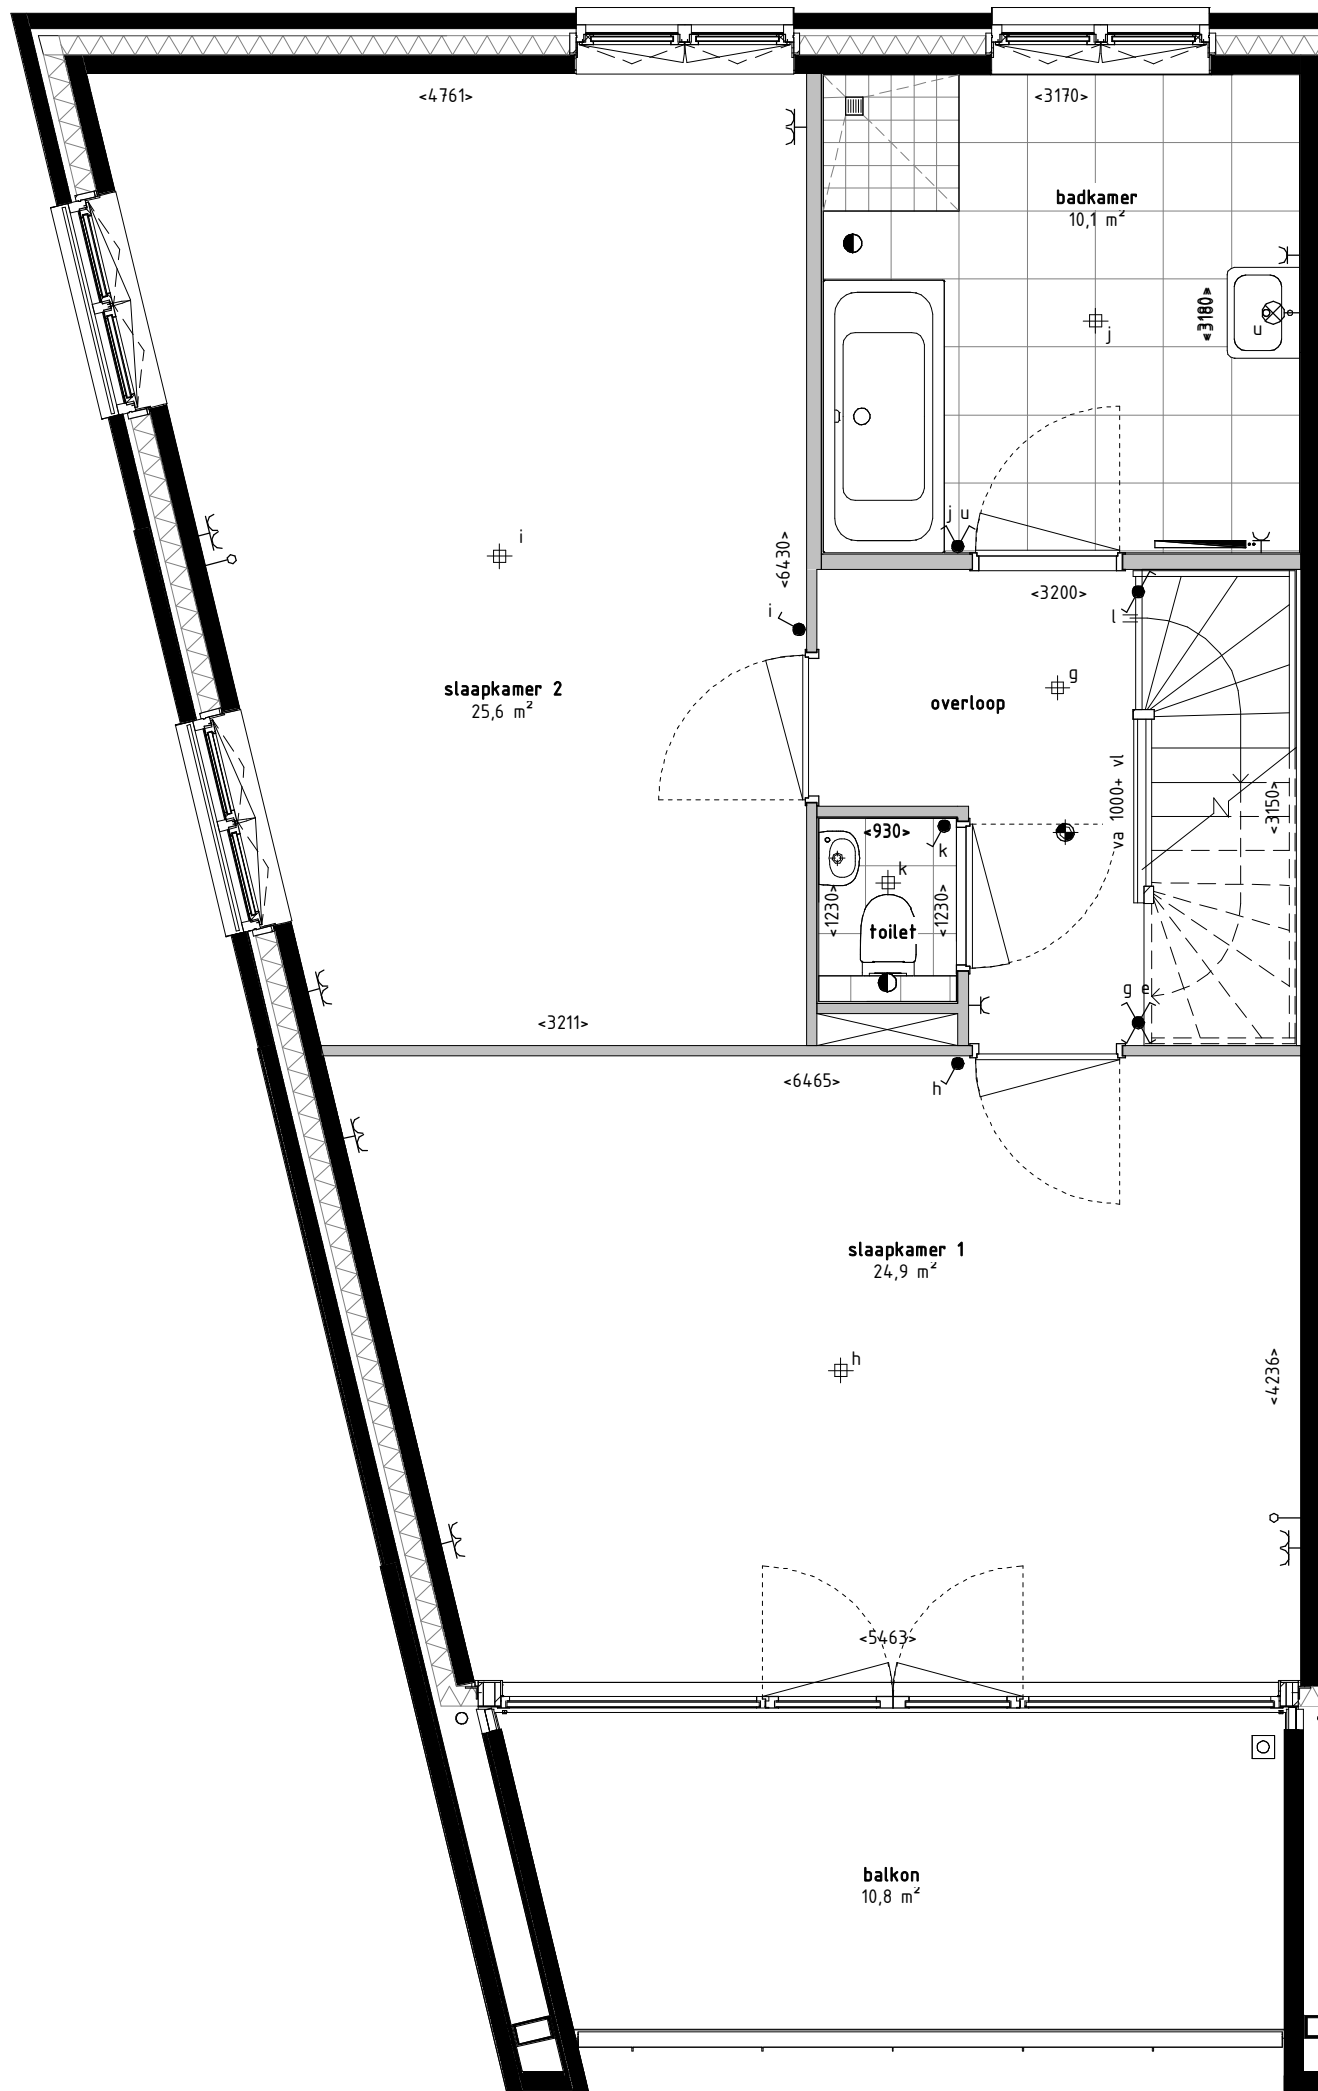 <4761>
<3170>
badkamer
10,1 m²
<3180>
u
j
j u
i
<6430>
<3200>
i
l
g
slaapkamer 2
25,6 m²
overloop
va 1000+ vl
<3150>
<930>
k
k
<1230>
<1230>
toilet
g e
<3211>
<6465>
h
slaapkamer 1
24,9 m²
h
<4236>
<5463>
balkon
10,8 m²